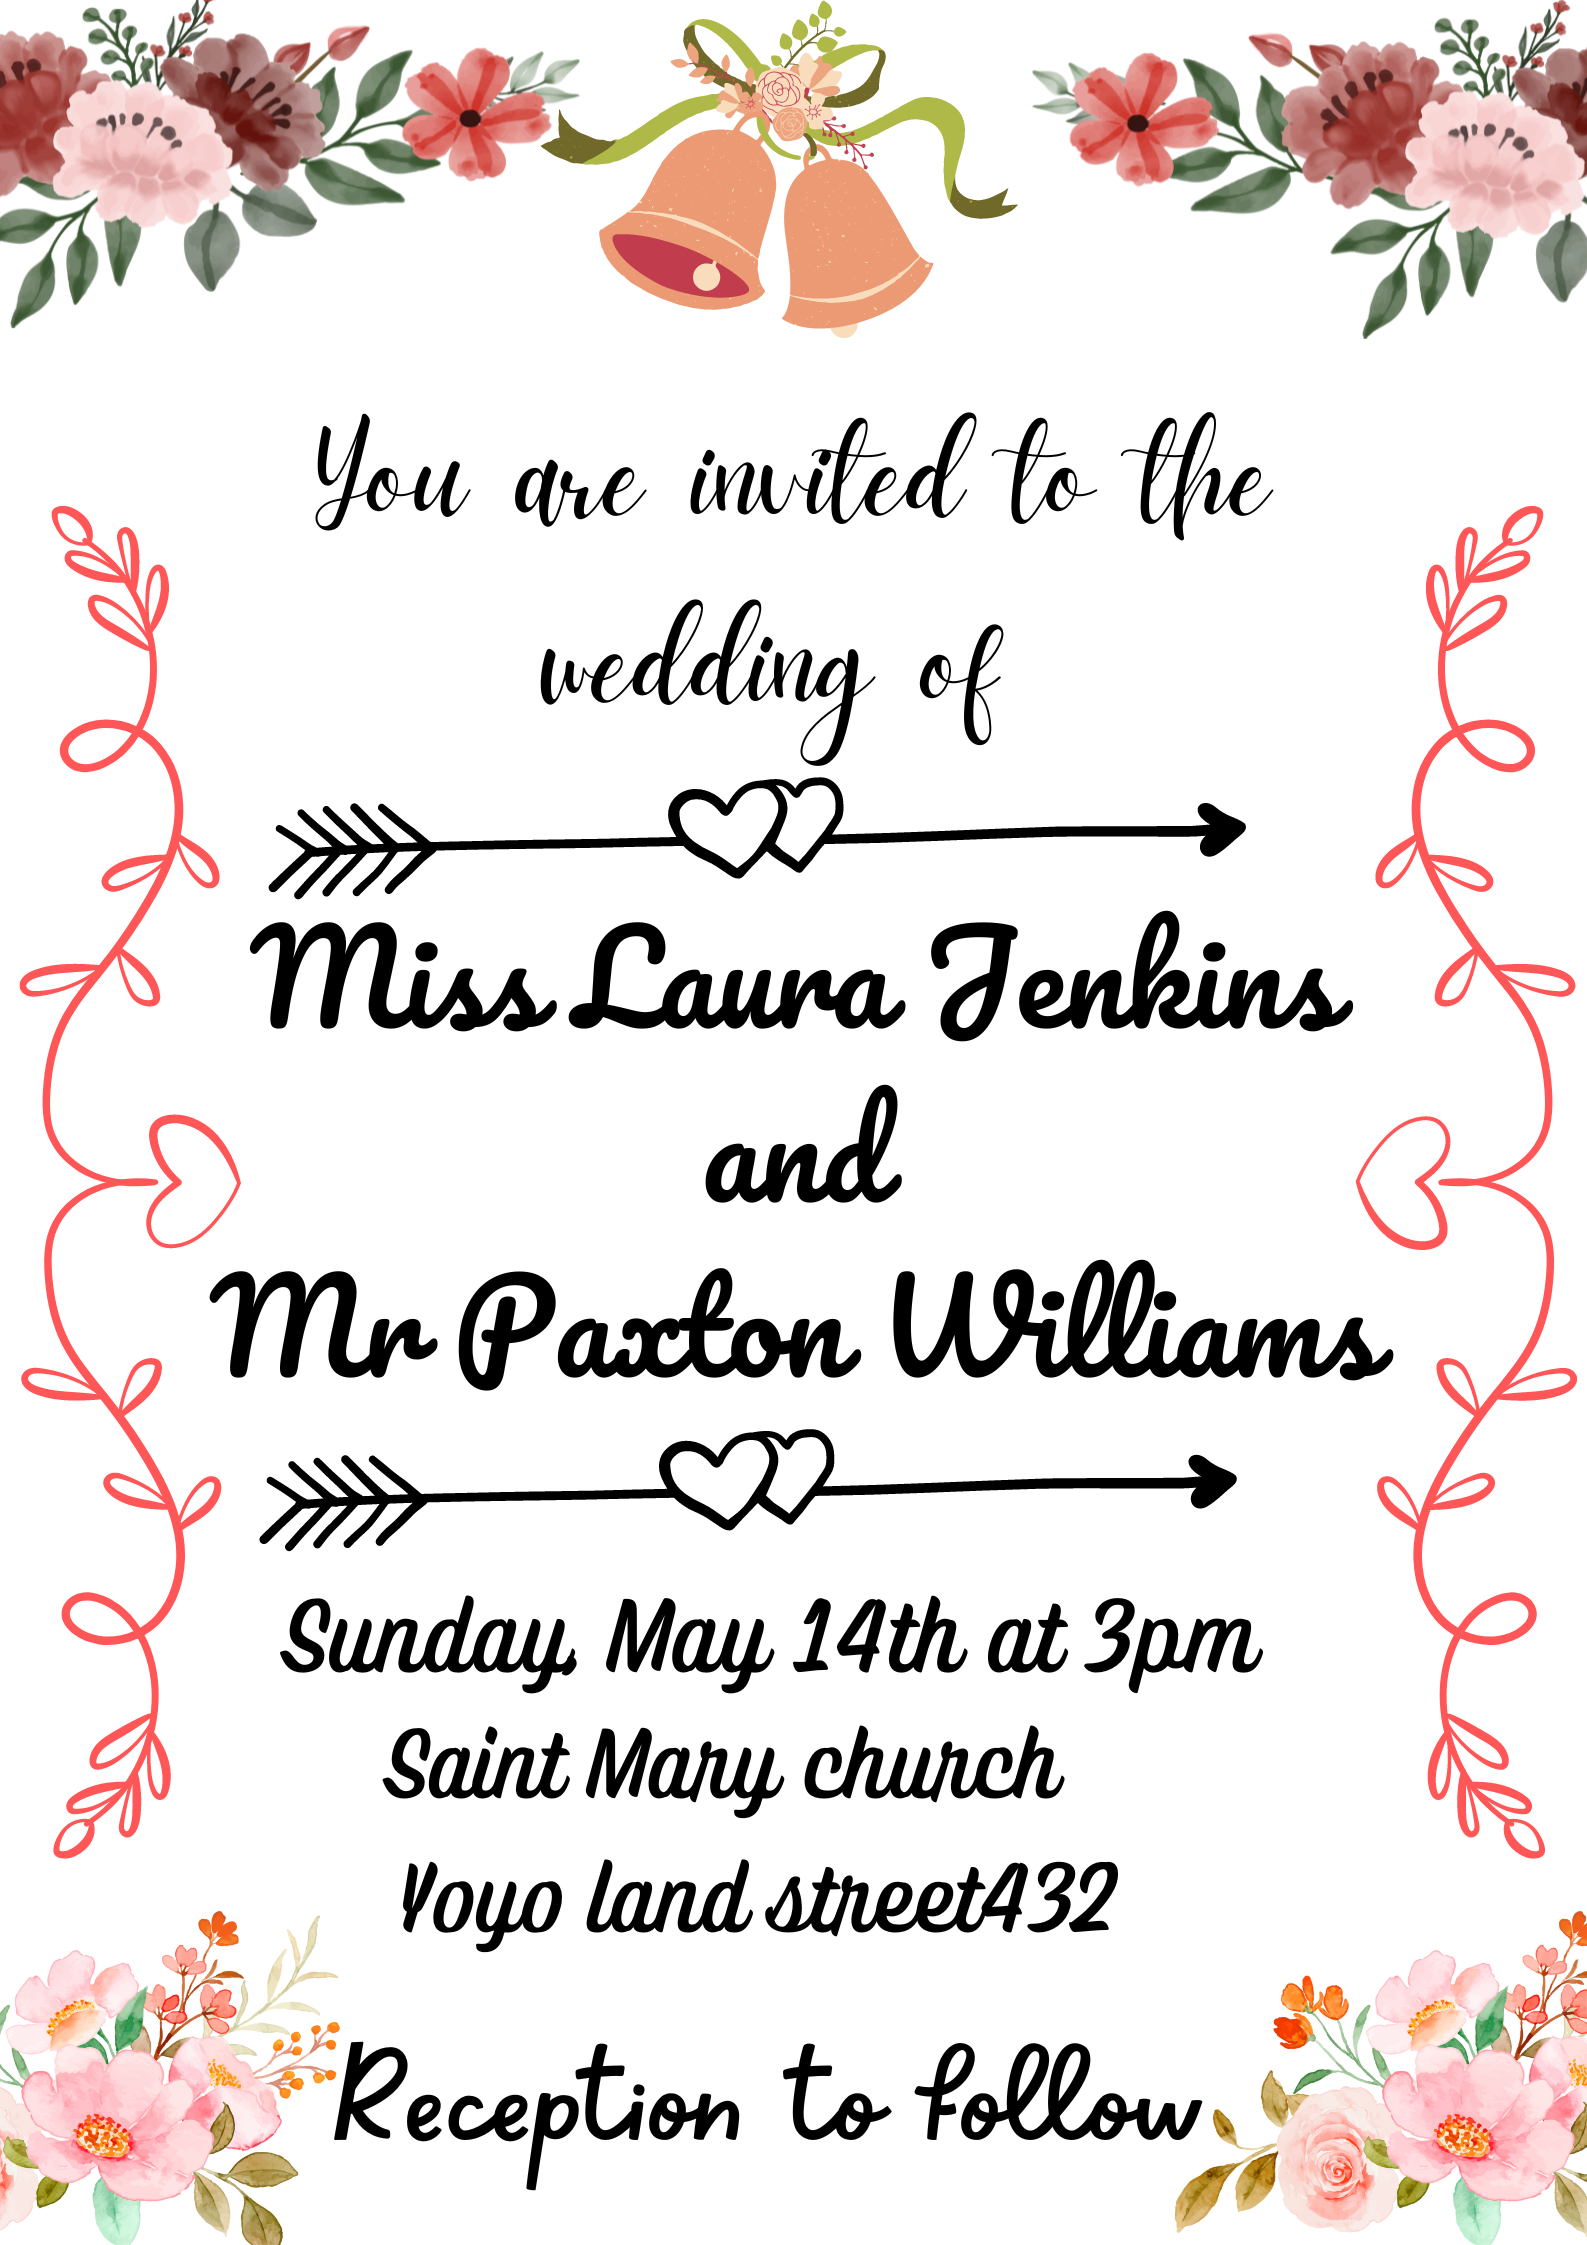 You are invited to the
wedding of
Miss Laura Jenkins
and
Mr Paxton Williams
Sunday, May 14th at 3pm
Saint Mary church
Yoyo land street432
Reception to follow